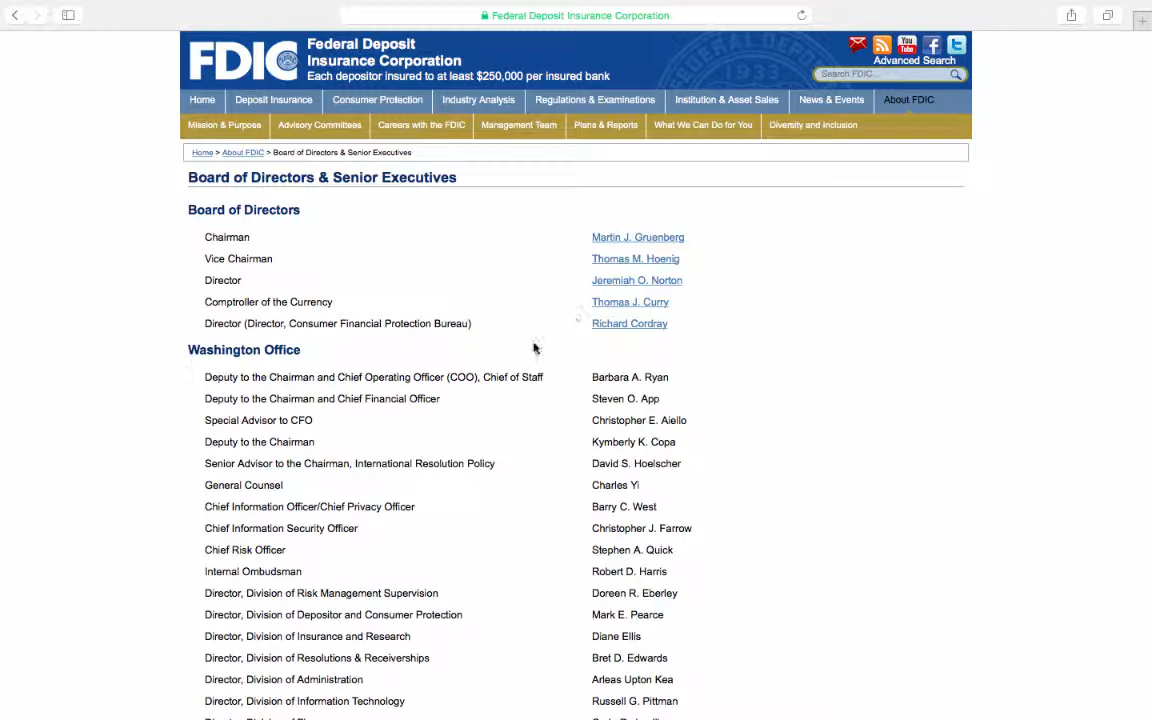 Federal Deposit Insurance Corporation
FDIC
Federal Deposit
Insurance Corporation
Each depositor insured to at least $250,000 per insured bank
You
Tube
Advanced Search
Search FDIC...
Home Deposit Insurance Consumer Protection Industry Analysis Regulations & Examinations Institution & Asset Sales News & Events About FDIC
Mission & Purpose Advisory Committees Careers with the FDIC Management Team Plans & Reports What We Can Do for You Diversity and Inclusion
Home > About FDIC > Board of Directors & Senior Executives
Board of Directors & Senior Executives
Board of Directors
Chairman Martin J. Gruenberg
Vice Chairman Thomas M. Hoenig
Director Jeremiah O. Norton
Comptroller of the Currency Thomas J. Curry
Director (Director, Consumer Financial Protection Bureau) Richard Cordray
Washington Office
Deputy to the Chairman and Chief Operating Officer (COO), Chief of Staff Barbara A. Ryan
Deputy to the Chairman and Chief Financial Officer Steven O. App
Special Advisor to CFO Christopher E. Aiello
Deputy to the Chairman Kymberly K. Copa
Senior Advisor to the Chairman, International Resolution Policy David S. Hoelscher
General Counsel Charles Yi
Chief Information Officer/Chief Privacy Officer Barry C. West
Chief Information Security Officer Christopher J. Farrow
Chief Risk Officer Stephen A. Quick
Internal Ombudsman Robert D. Harris
Director, Division of Risk Management Supervision Doreen R. Eberley
Director, Division of Depositor and Consumer Protection Mark E. Pearce
Director, Division of Insurance and Research Diane Ellis
Director, Division of Resolutions & Receiverships Bret D. Edwards
Director, Division of Administration Arleas Upton Kea
Director, Division of Information Technology Russell G. Pittman